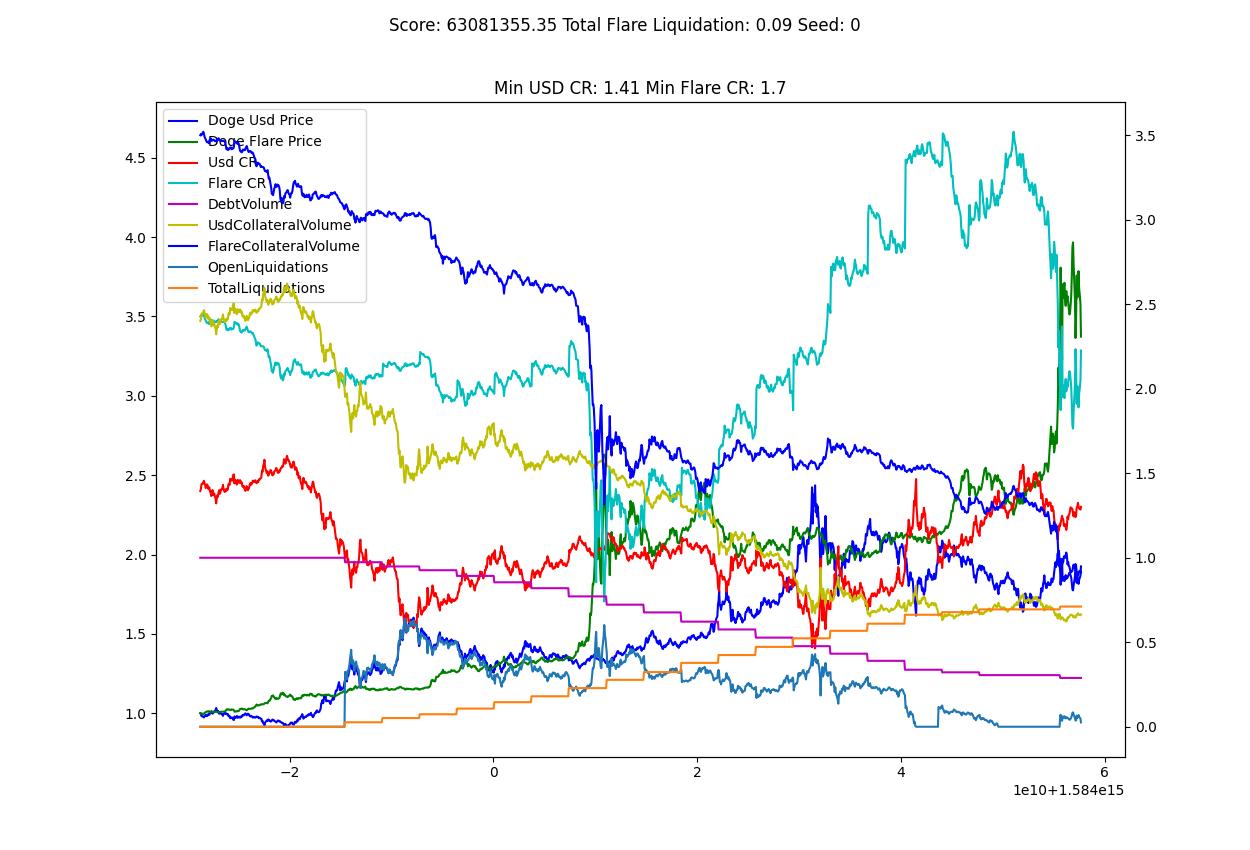 Score: 63081355.35 Total Flare Liquidation: 0.09 Seed: 0
Min USD CR: 1.41 Min Flare CR: 1.7
Doge Usd Price
Doge Flare Price
Usd CR
Flare CR
DebtVolume
UsdCollateralVolume
FlareCollateralVolume
OpenLiquidations
TotalLiquidations
4.5
4.0
3.5
3.0
2.5
2.0
1.5
1.0
3.5
3.0
2.5
2.0
1.5
1.0
0.5
0.0
−2
0
2
4
6
1e10+1.584e15